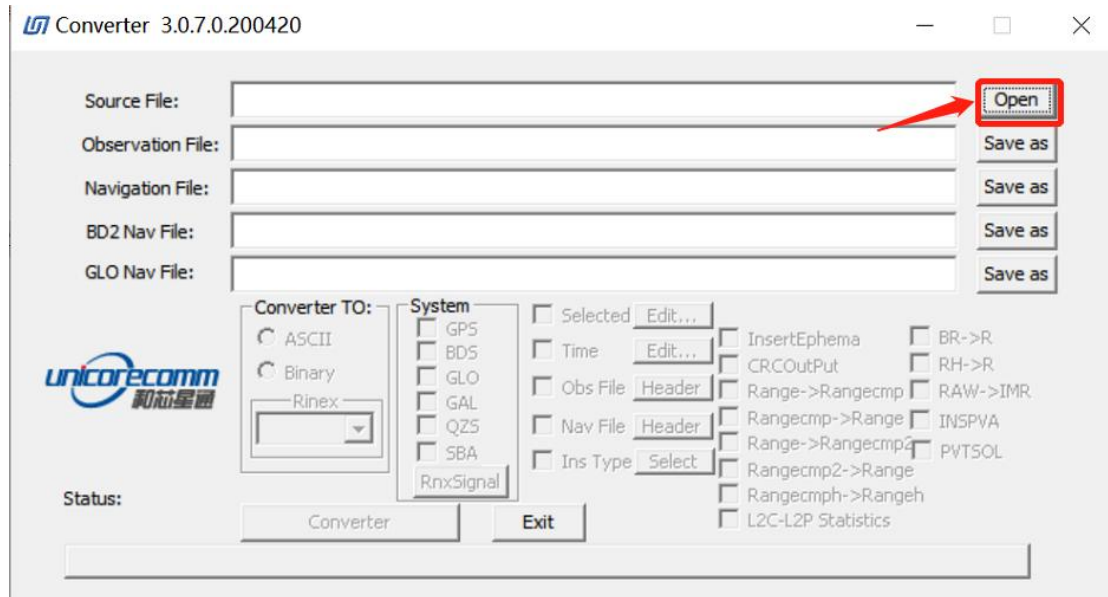 Converter 3.0.7.0.200420
Source File:
Open
Observation File:
Save as
Navigation File:
Save as
BD2 Nav File:
Save as
GLO Nav File:
Save as
Converter TO:
ASCII
Binary
Rinex
System
GPS
BDS
GLO
GAL
QZS
SBA
RnxSignal
Selected Edit...
Time Edit...
Obs File Header
Nav File Header
Ins Type Select
InsertEphema
CRCOutPut
Range->Rangecmp
Rangecmp->Range
Range->Rangecmp2
Rangecmp2->Range
Rangecmph->Rangeh
L2C-L2P Statistics
BR->R
RH->R
RAW->IMR
INSPVA
PVTSOL
unicorecomm
和芯星通
Status:
Converter
Exit